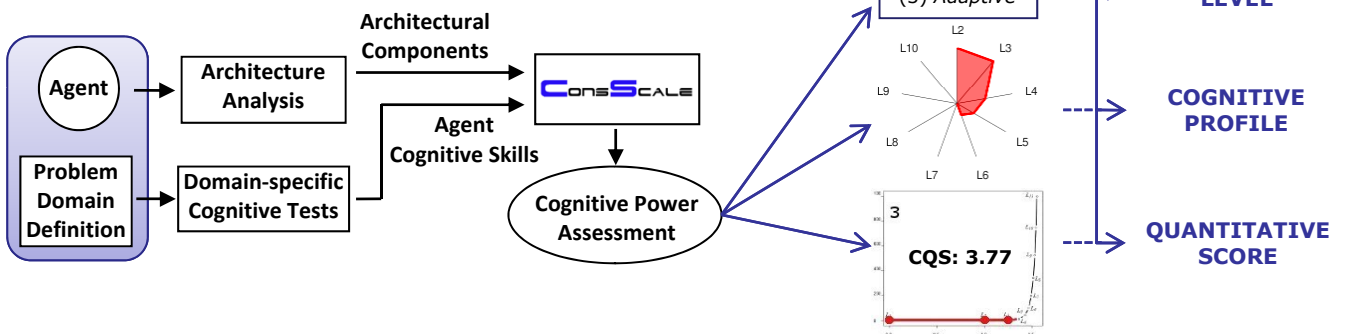 (3) Adaptive
LEVEL
Architectural
Components
Agent
Architecture
Analysis
ConsScale
L2
L10
L3
L9
L4
L8
L5
L7
L6
COGNITIVE
PROFILE
Agent
Cognitive Skills
Problem
Domain
Definition
Domain-specific
Cognitive Tests
Cognitive Power
Assessment
3
CQS: 3.77
QUANTITATIVE
SCORE